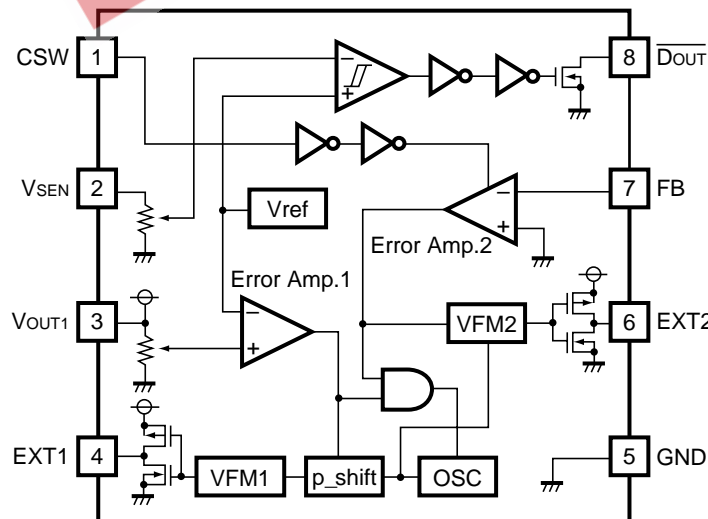 CSW 1
8 DOUT
VSEN 2
7 FB
Vref
Error Amp.2
Error Amp.1
VOUT1 3
VFM2
6 EXT2
EXT1 4
VFM1
p_shift
OSC
5 GND
− +
− +
− +
− +